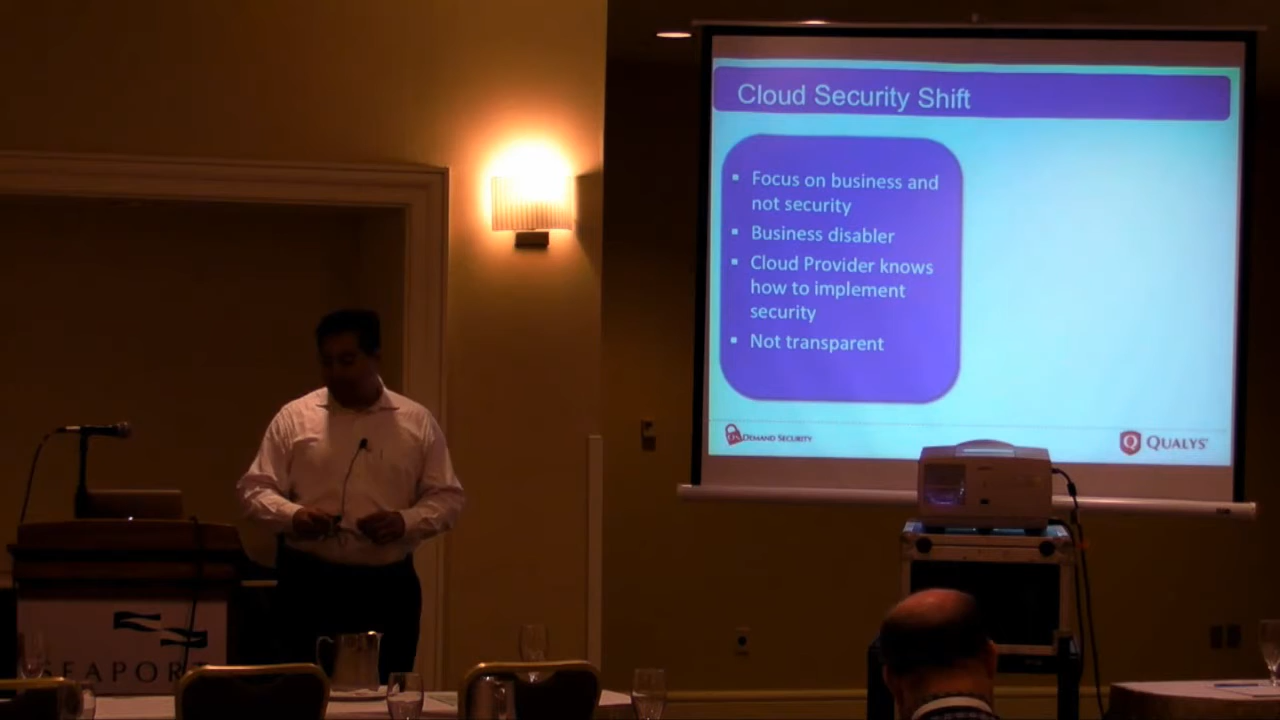 Cloud Security Shift
Focus on business and
not security
Business disabler
Cloud Provider knows
how to implement
security
Not transparent
DEMAND SECURITY
QUALYS
SEAPORT